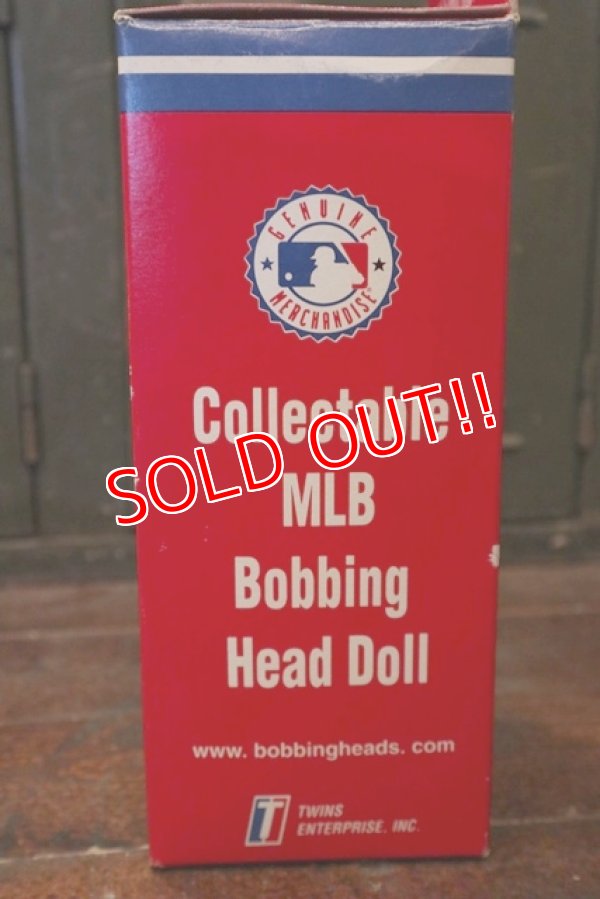 GENUINE
MERCHANDISE
Collectable
SOLD OUT!!
MLB
Bobbing
Head Doll
www. bobbingheads. com
T TWINS
ENTERPRISE, INC.